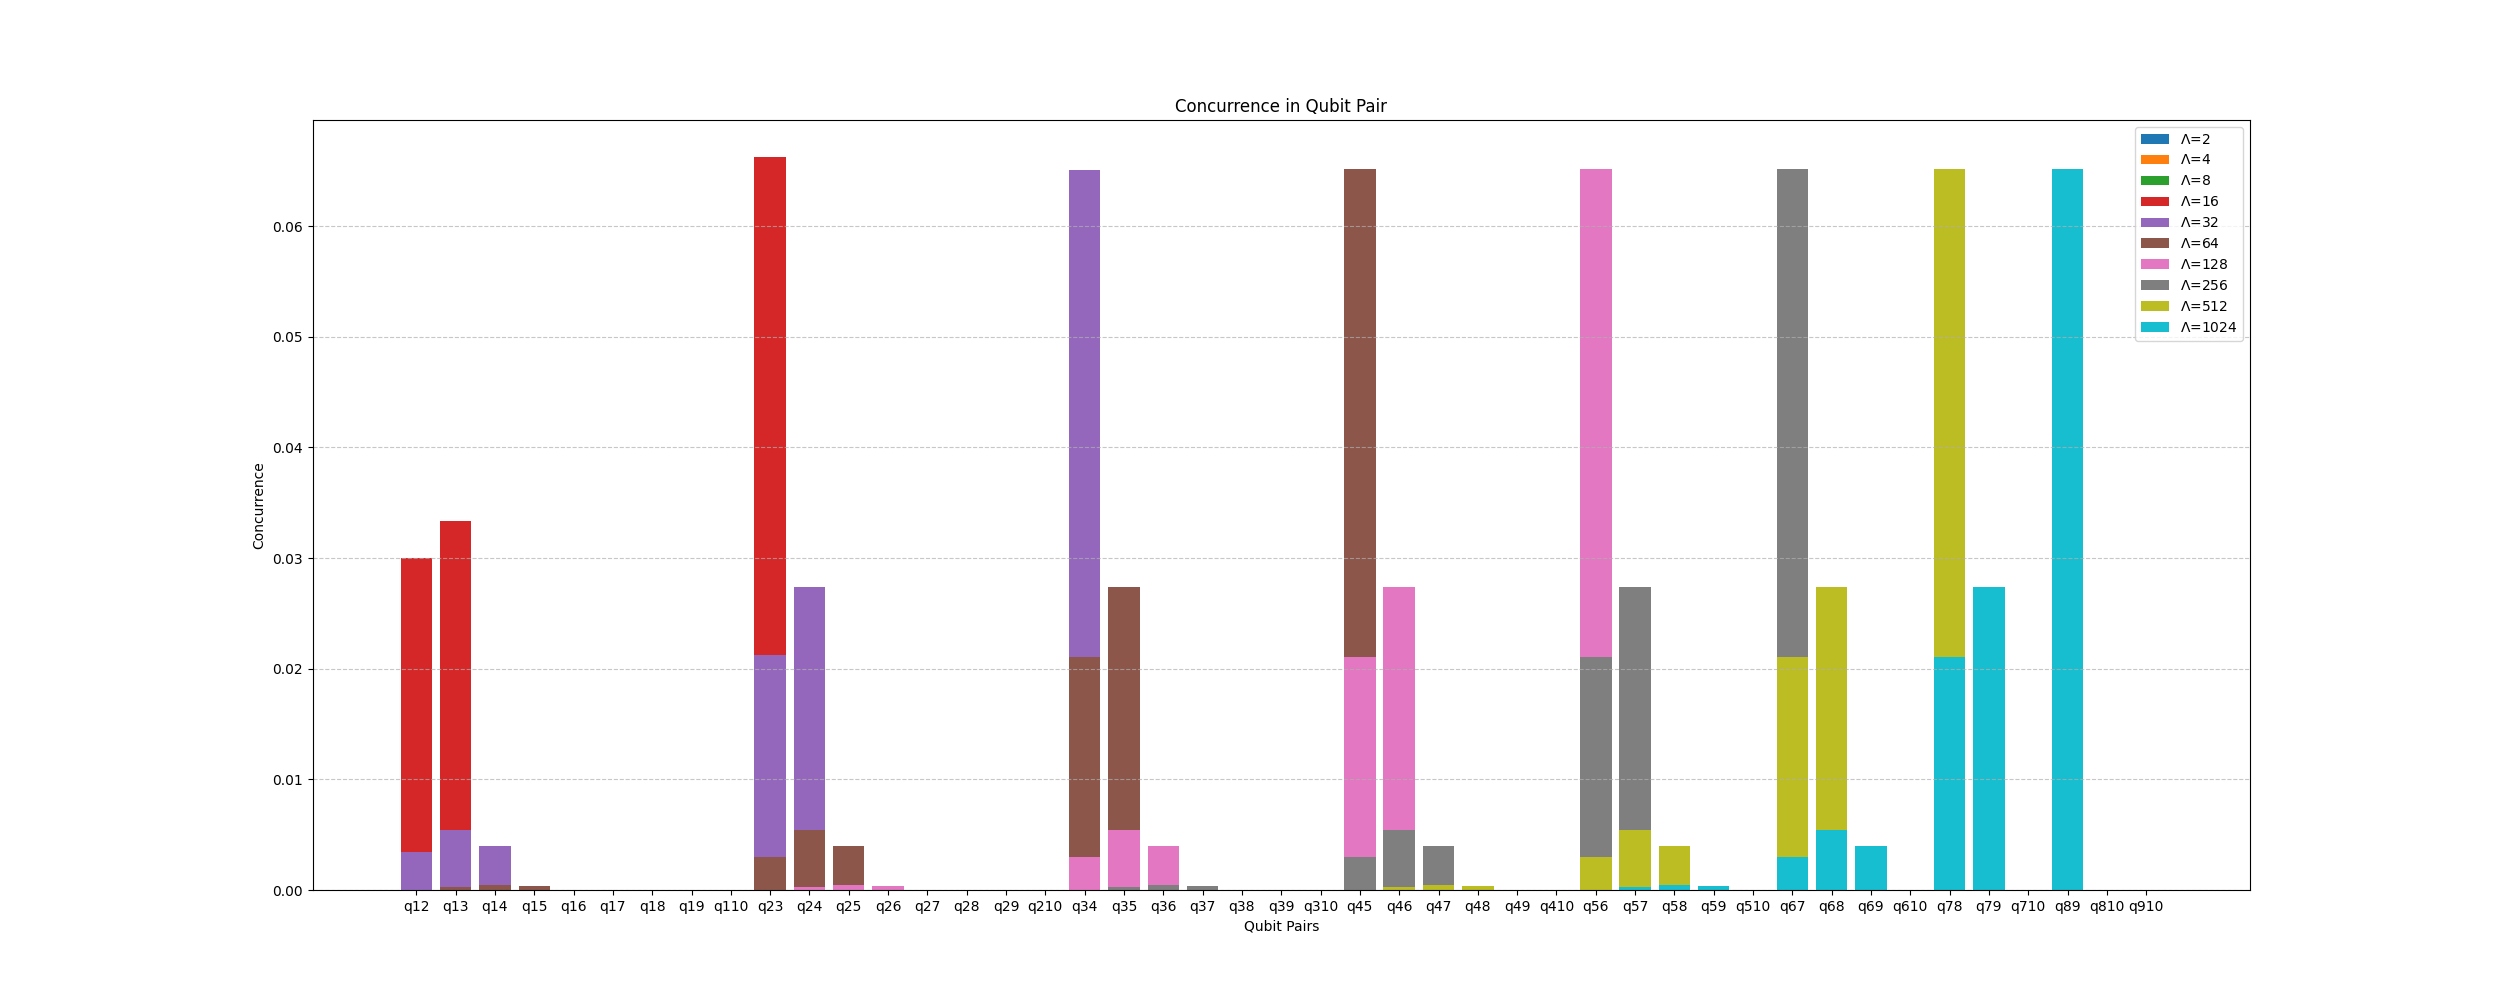 Concurrence in Qubit Pair
Λ=2
Λ=4
Λ=8
Λ=16
Λ=32
Λ=64
Λ=128
Λ=256
Λ=512
Λ=1024
Concurrence
0.06
0.05
0.04
0.03
0.02
0.01
0.00
q12 q13 q14 q15 q16 q17 q18 q19 q110 q23 q24 q25 q26 q27 q28 q29 q210 q34 q35 q36 q37 q38 q39 q310 q45 q46 q47 q48 q49 q410 q56 q57 q58 q59 q510 q67 q68 q69 q610 q78 q79 q710 q89 q810 q910
Qubit Pairs